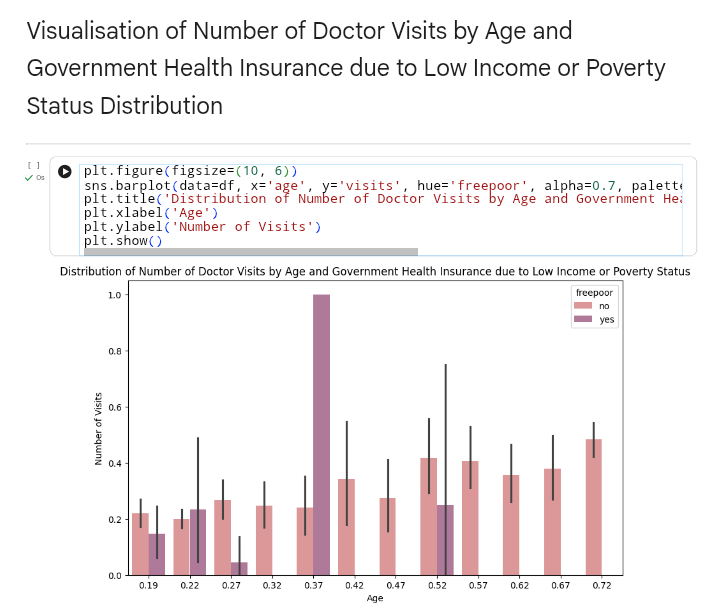 Visualisation of Number of Doctor Visits by Age and
Government Health Insurance due to Low Income or Poverty
Status Distribution
[ ]
0s
plt.figure(figsize=(10, 6))
sns.barplot(data=df, x='age', y='visits', hue='freepoor', alpha=0.7, palette
plt.title('Distribution of Number of Doctor Visits by Age and Government Hea
plt.xlabel('Age')
plt.ylabel('Number of Visits')
plt.show()
Distribution of Number of Doctor Visits by Age and Government Health Insurance due to Low Income or Poverty Status
freepoor
no
yes
1.0
0.8
0.6
0.4
0.2
0.0
Number of Visits
0.19 0.22 0.27 0.32 0.37 0.42 0.47 0.52 0.57 0.62 0.67 0.72
Age